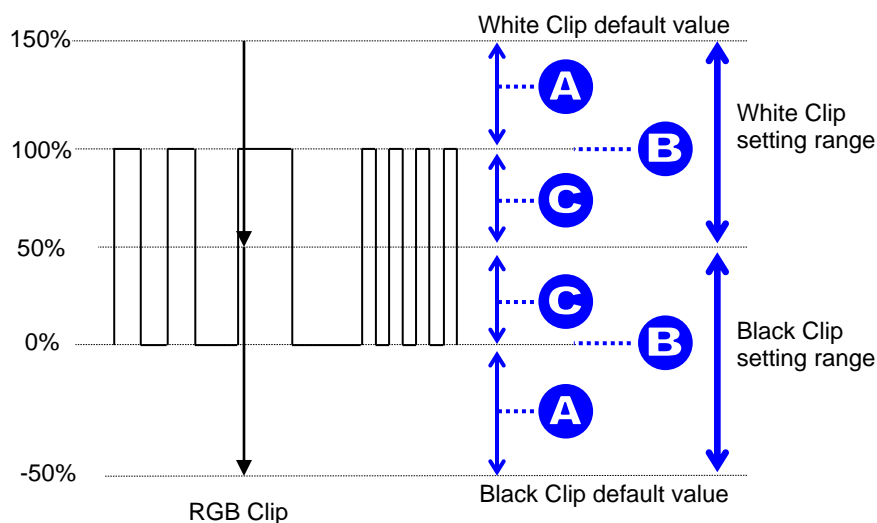 White Clip default value
150%
A
White Clip
setting range
100%
B
C
50%
C
Black Clip
setting range
0%
B
A
-50%
Black Clip default value
RGB Clip